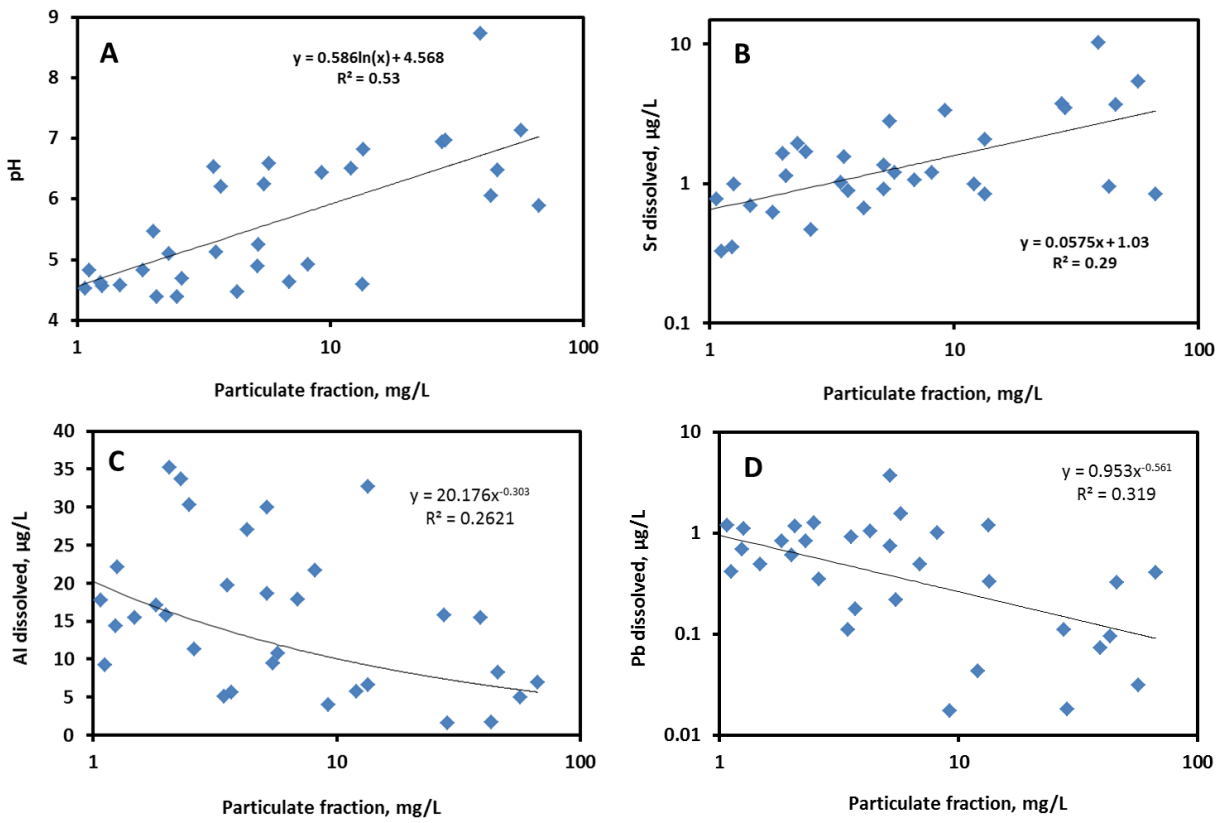 A
y = 0.586ln(x) + 4.568
R² = 0.53
pH
9
8
7
6
5
4
1
10
100
Particulate fraction, mg/L
B
y = 0.0575x + 1.03
R² = 0.29
Sr dissolved, µg/L
10
1
0.1
1
10
100
Particulate fraction, mg/L
C
y = 20.176x^-0.303
R² = 0.2621
Al dissolved, µg/L
40
35
30
25
20
15
10
5
0
1
10
100
Particulate fraction, mg/L
D
y = 0.953x^-0.561
R² = 0.319
Pb dissolved, µg/L
10
1
0.1
0.01
1
10
100
Particulate fraction, mg/L